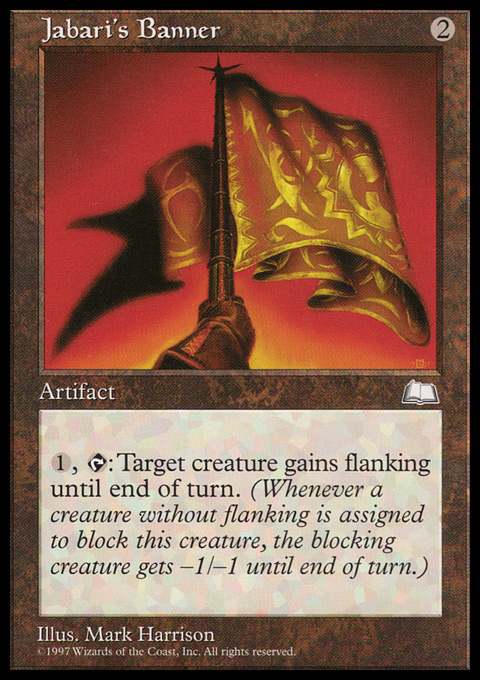 Jabari's Banner 2
Artifact
1, : Target creature gains flanking
until end of turn. (Whenever a
creature without flanking is assigned
to block this creature, the blocking
creature gets –1/–1 until end of turn.)
Illus. Mark Harrison
©1997 Wizards of the Coast, Inc. All rights reserved.